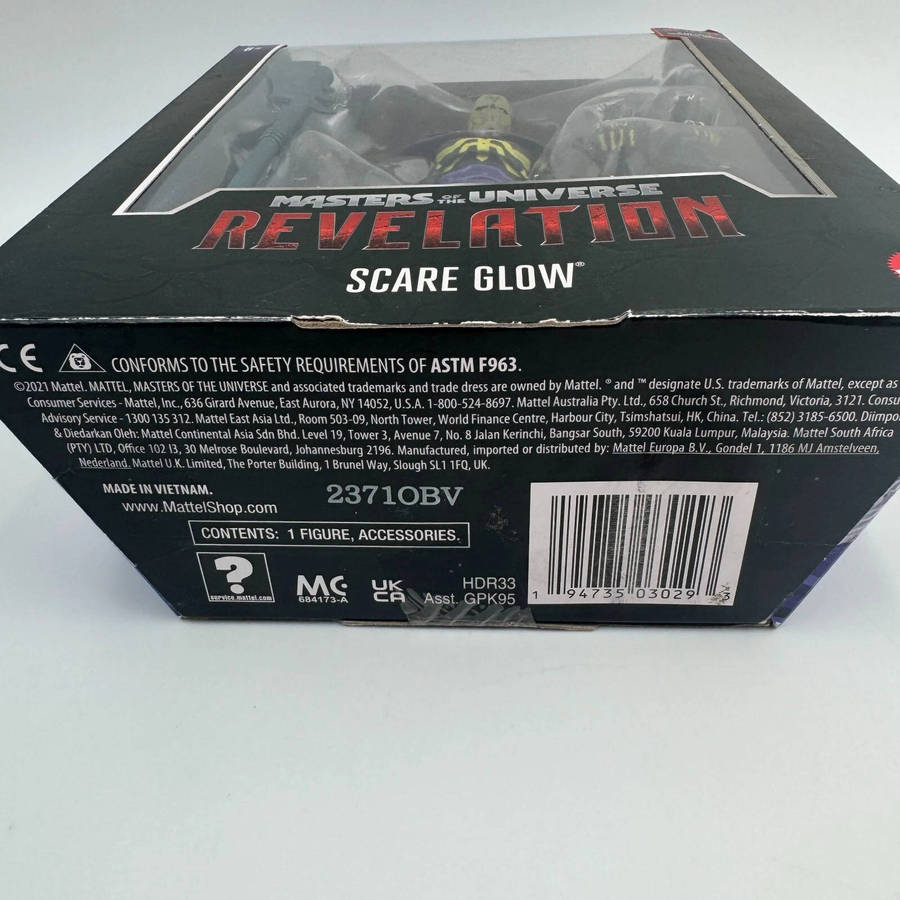 MASTERS OF THE UNIVERSE
REVELATION
SCARE GLOW®
CE CONFORMS TO THE SAFETY REQUIREMENTS OF ASTM F963.
©2021 Mattel. MATTEL, MASTERS OF THE UNIVERSE and associated trademarks and trade dress are owned by Mattel. ® and ™ designate U.S. trademarks of Mattel, except as
Consumer Services - Mattel, Inc., 636 Girard Avenue, East Aurora, NY 14052, U.S.A. 1-800-524-8697. Mattel Australia Pty. Ltd., 658 Church St., Richmond, Victoria, 3121. Consu
Advisory Service - 1300 135 312. Mattel East Asia Ltd., Room 503-09, North Tower, World Finance Centre, Harbour City, Tsimshatsui, HK, China. Tel.: (852) 3185-6500. Diimpo
& Diedarkan Oleh: Mattel Continental Asia Sdn Bhd. Level 19, Tower 3, Avenue 7, No. 8 Jalan Kerinchi, Bangsar South, 59200 Kuala Lumpur, Malaysia. Mattel South Africa
(PTY) LTD, Office 102 I3, 30 Melrose Boulevard, Johannesburg 2196. Manufactured, imported or distributed by: Mattel Europa B.V., Gondel 1, 1186 MJ Amstelveen,
Nederland. Mattel U.K. Limited, The Porter Building, 1 Brunel Way, Slough SL1 1FQ, UK.
MADE IN VIETNAM.
2371OBV
www.MattelShop.com
CONTENTS: 1 FIGURE, ACCESSORIES.
?
service.mattel.com
MC
684173-A
UK
CA
HDR33
Asst. GPK95
1 94735 03029 3